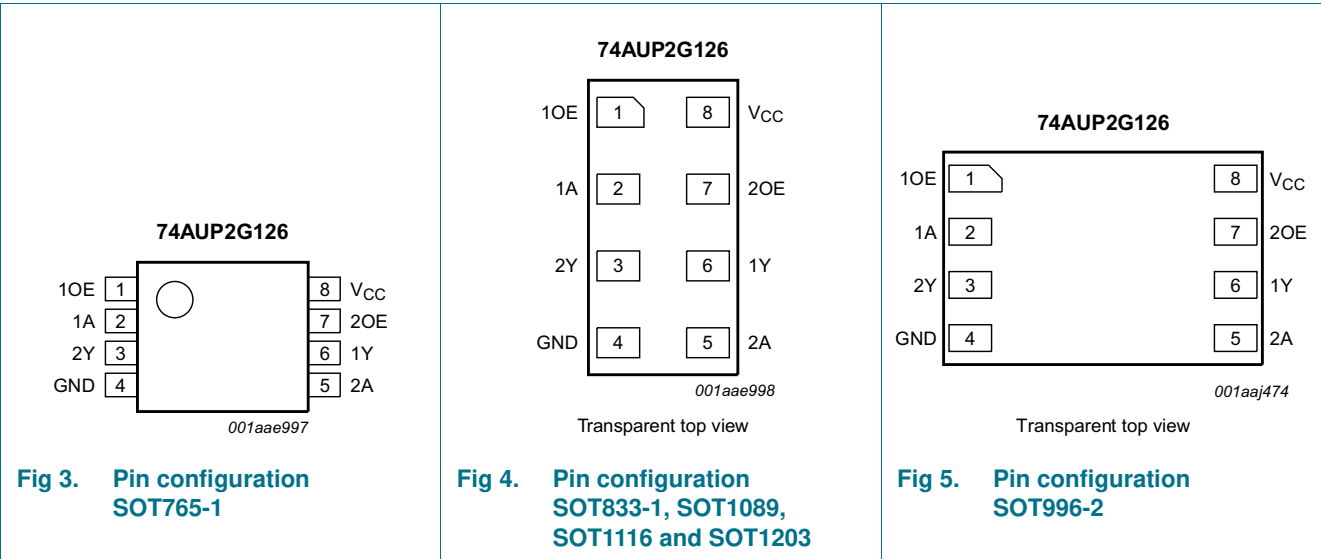 74AUP2G126
1OE 1 8 VCC
1A 2 7 2OE
2Y 3 6 1Y
GND 4 5 2A
001aae997
Fig 3. Pin configuration
SOT765-1
74AUP2G126
1OE 1 8 VCC
1A 2 7 2OE
2Y 3 6 1Y
GND 4 5 2A
001aae998
Transparent top view
Fig 4. Pin configuration
SOT833-1, SOT1089,
SOT1116 and SOT1203
74AUP2G126
1OE 1 8 VCC
1A 2 7 2OE
2Y 3 6 1Y
GND 4 5 2A
001aaj474
Transparent top view
Fig 5. Pin configuration
SOT996-2